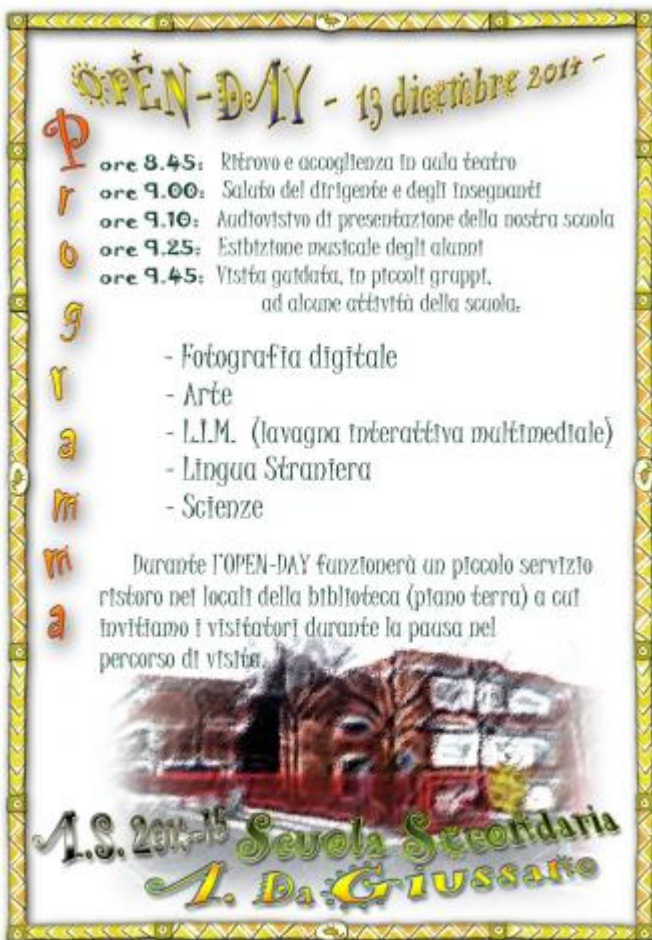 OPEN-DAY - 13 dicembre 2014 -
Programma
ore 8.45: Ritrovo e accoglienza in aula teatro
ore 9.00: Saluto del dirigente e degli insegnanti
ore 9.10: Audiovisivo di presentazione della nostra scuola
ore 9.25: Esibizione musicale degli alunni
ore 9.45: Visita guidata, in piccoli gruppi,
ad alcune attività della scuola:
- Fotografia digitale
- Arte
- L.I.M. (lavagna interattiva multimediale)
- Lingua Straniera
- Scienze
Durante l'OPEN-DAY funzionerà un piccolo servizio
ristoro nei locali della biblioteca (piano terra) a cui
invitiamo i visitatori durante la pausa nel
percorso di visita.
A.S. 2014-15 Scuola Secondaria
A. Da Giussano